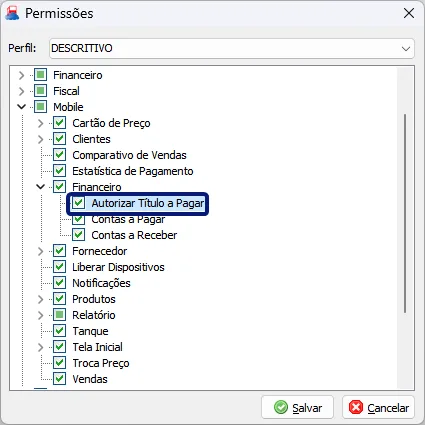 Permissões
Perfil: DESCRITIVO
Financeiro
Fiscal
Mobile
Cartão de Preço
Clientes
Comparativo de Vendas
Estatística de Pagamento
Financeiro
Autorizar Título a Pagar
Contas a Pagar
Contas a Receber
Fornecedor
Liberar Dispositivos
Notificações
Produtos
Relatório
Tanque
Tela Inicial
Troca Preço
Vendas
Salvar Cancelar